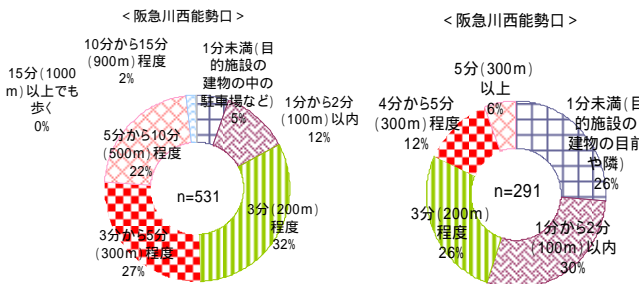 ＜阪急川西能勢口＞
10分から15分
(900m)程度
2%
1分未満(目
的施設の
建物の中の
駐車場など)
5%
15分(1000
m)以上でも
歩く
0%
1分から2分
(100m)以内
12%
5分から10分
(500m)程度
22%
n=531
3分(200m)
程度
32%
3分から5分
(300m)程度
27%
＜阪急川西能勢口＞
5分(300m)
以上
6%
1分未満(目
的施設の
建物の目前
や隣)
26%
4分から5分
(300m)程度
12%
n=291
3分(200m)
程度
26%
1分から2分
(100m)以内
30%